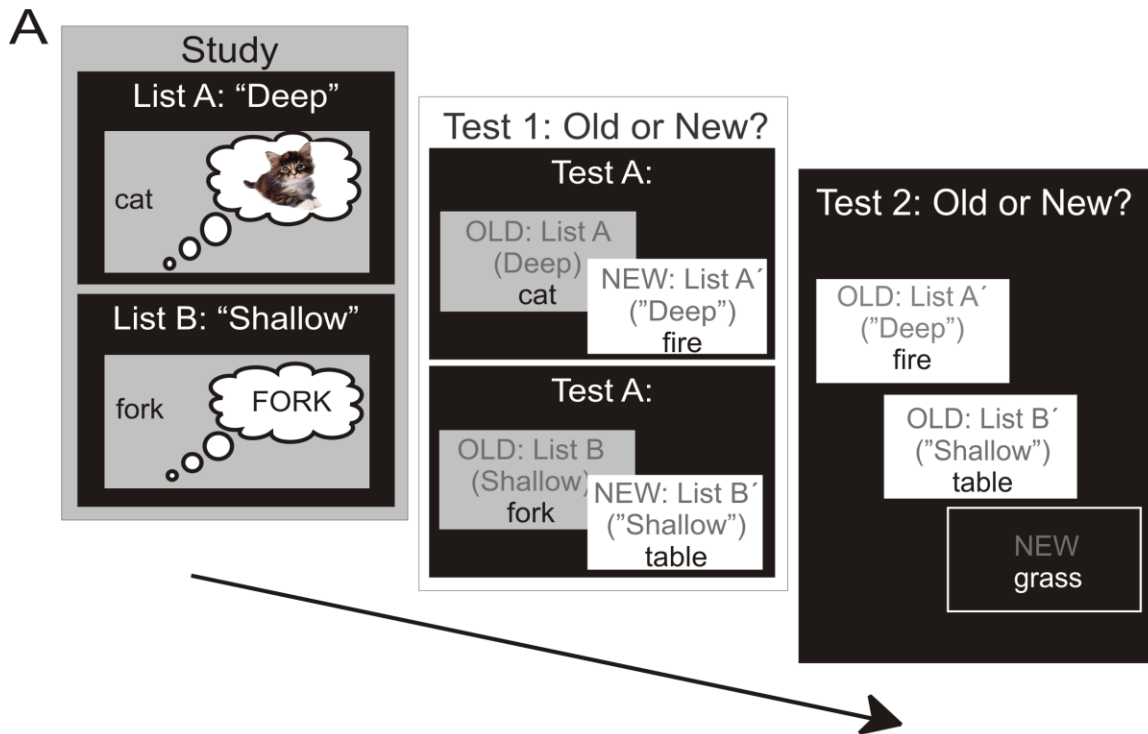 A
Study
List A: “Deep”
cat
List B: “Shallow”
fork
FORK
Test 1: Old or New?
Test A:
OLD: List A
(Deep)
cat
NEW: List A´
(”Deep”)
fire
Test A:
OLD: List B
(Shallow)
fork
NEW: List B´
(”Shallow”)
table
Test 2: Old or New?
OLD: List A´
(”Deep”)
fire
OLD: List B´
(”Shallow”)
table
NEW
grass